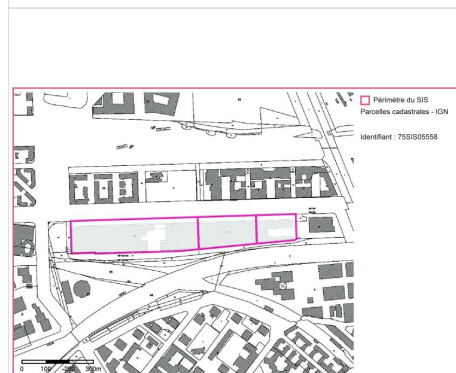 Périmètre du SIS
Parcelles cadastrales - IGN
Identifiant : 75SIS05558
0 100 200 300m